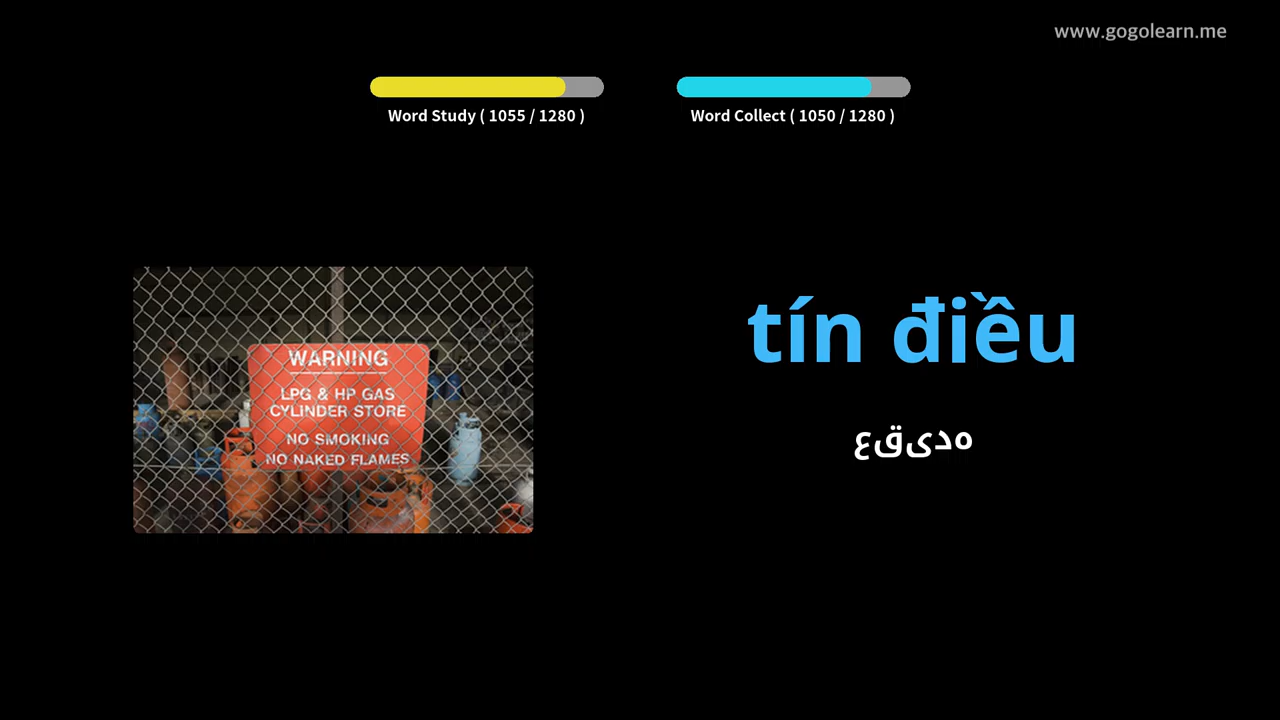 www.gogolearn.me
Word Study ( 1055 / 1280 )
Word Collect ( 1050 / 1280 )
WARNING
LPG & HP GAS
CYLINDER STORE
NO SMOKING
NO NAKED FLAMES
tín điều
عقیدہ